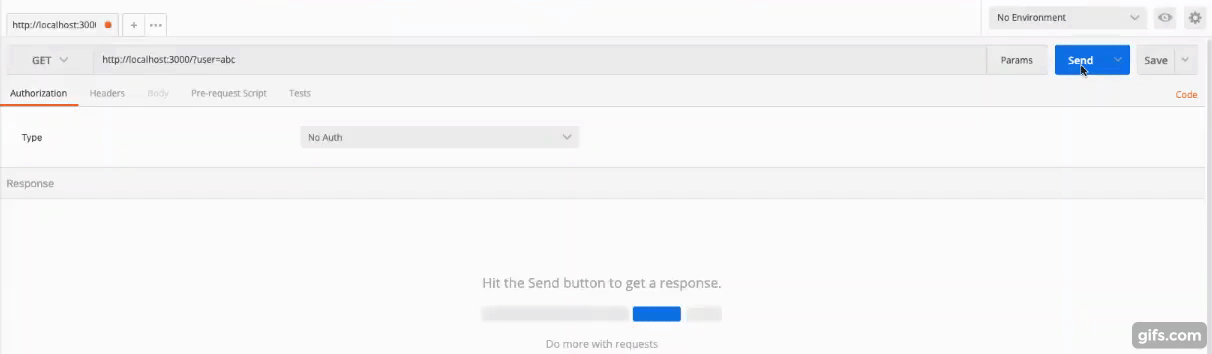 http://localhost:300(
+
•••
No Environment
GET
http://localhost:3000/?user=abc
Params
Send
Save
Authorization
Headers
Body
Pre-request Script
Tests
Code
Type
No Auth
Response
Hit the Send button to get a response.
Do more with requests
gifs.com